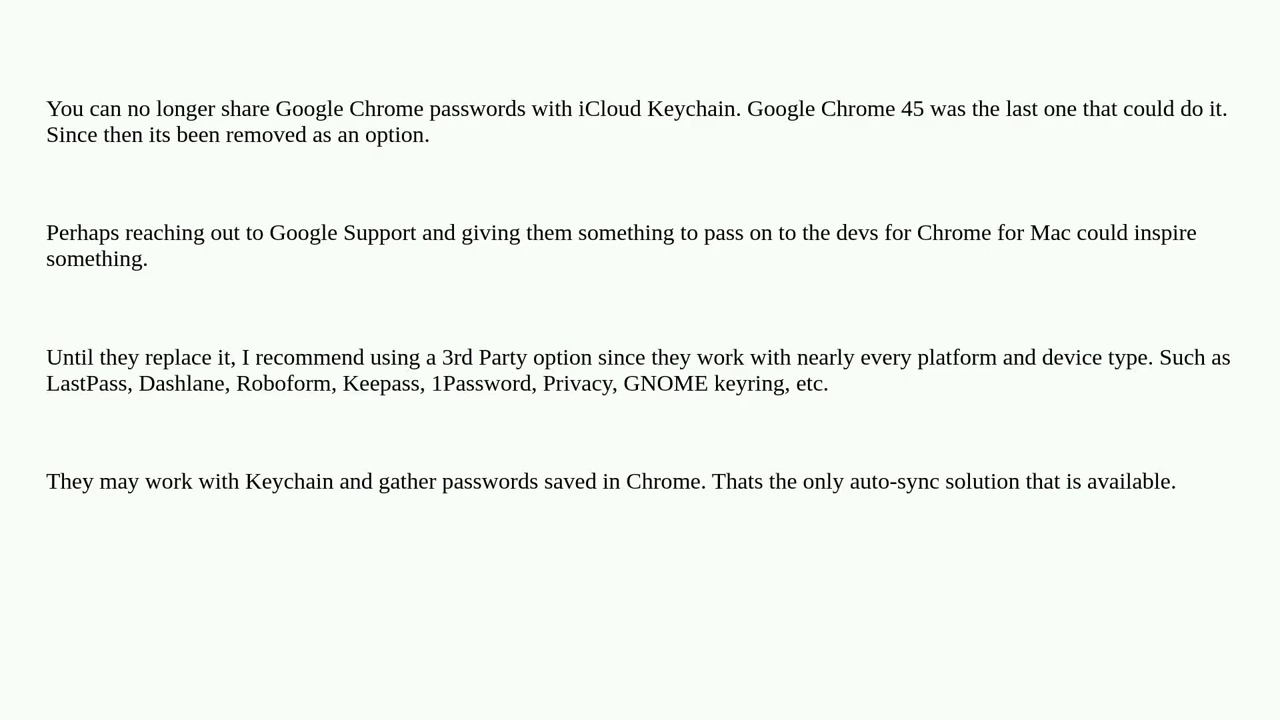 You can no longer share Google Chrome passwords with iCloud Keychain. Google Chrome 45 was the last one that could do it.
Since then its been removed as an option.
Perhaps reaching out to Google Support and giving them something to pass on to the devs for Chrome for Mac could inspire
something.
Until they replace it, I recommend using a 3rd Party option since they work with nearly every platform and device type. Such as
LastPass, Dashlane, Roboform, Keepass, 1Password, Privacy, GNOME keyring, etc.
They may work with Keychain and gather passwords saved in Chrome. Thats the only auto-sync solution that is available.